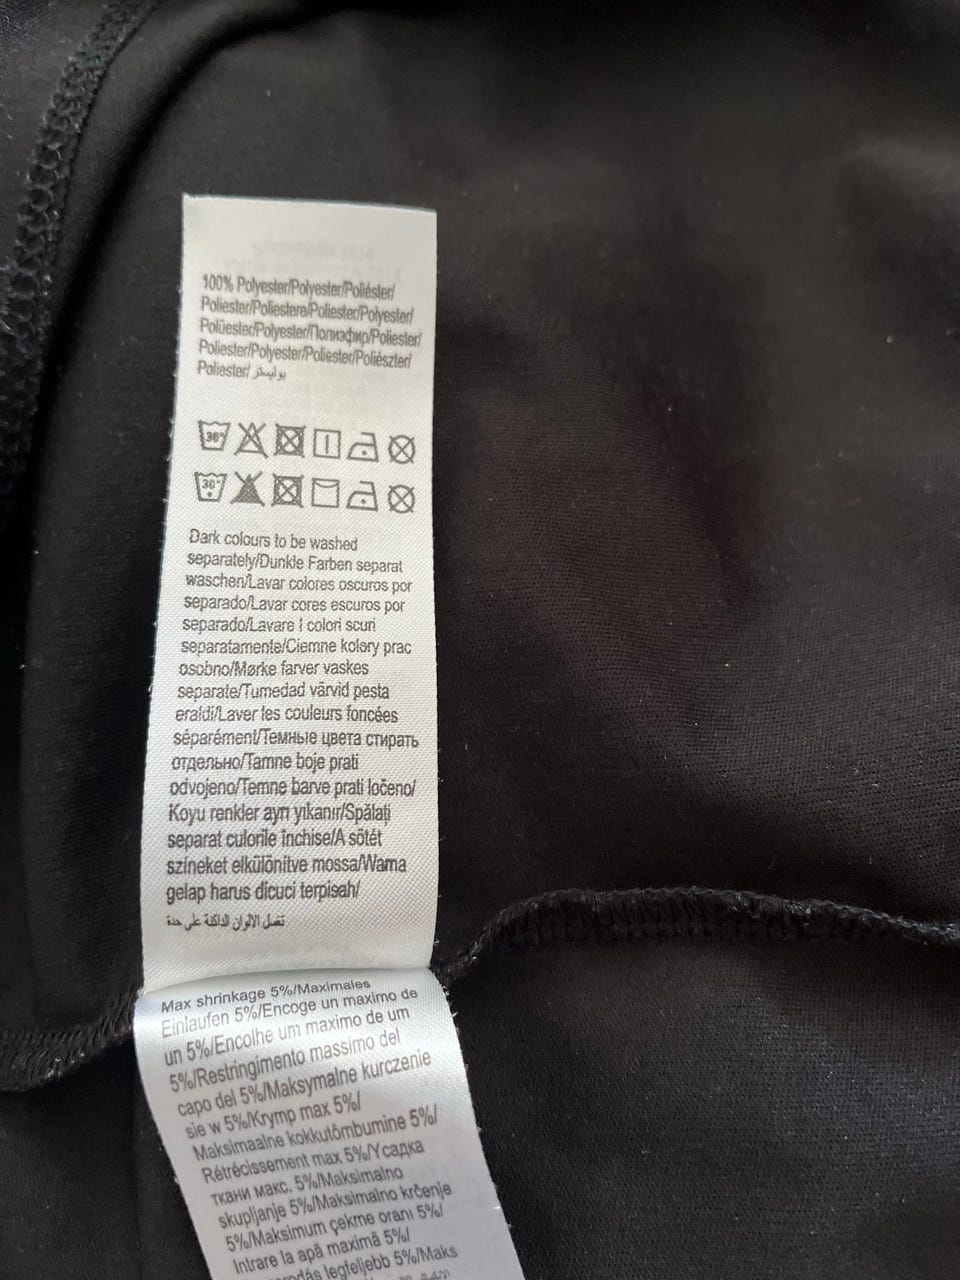 100% Polyester/Polyester/Poliéster/
Poliester/Poliestere/Poliester/Polyester/
Polüester/Polyester/Полиэфир/Poliester/
Poliester/Polyester/Poliester/Poliészter/
Poliester/ بوليستر
30°
30°
Dark colours to be washed
separately/Dunkle Farben separat
waschen/Lavar colores oscuros por
separado/Lavar cores escuros por
separado/Lavare I colori scuri
separatamente/Ciemne kolory prac
osobno/Mørke farver vaskes
separate/Tumedad värvid pesta
eraldi/Laver les couleurs foncées
séparément/Темные цвета стирать
отдельно/Tamne boje prati
odvojeno/Temne barve prati ločeno/
Koyu renkler ayrı yıkanır/Spălați
separat culorile închise/A sötét
színeket elkülönítve mossa/Warna
gelap harus dicuci terpisah/
تغسل الالوان الداكنة على حدة
Max shrinkage 5%/Maximales
Einlaufen 5%/Encoge un maximo de
un 5%/Encolhe um maximo de um
5%/Restringimento massimo del
capo del 5%/Maksymalne kurczenie
sie w 5%/Krymp max 5%/
Maksimaalne kokkutõmbumine 5%/
Rétrécissement max 5%/Усадка
ткани макс. 5%/Maksimalno
skupljanje 5%/Maksimalno krčenje
5%/Maksimum çekme oranı 5%/
Intrare la apă maximă 5%/
legfeljebb 5%/Maks